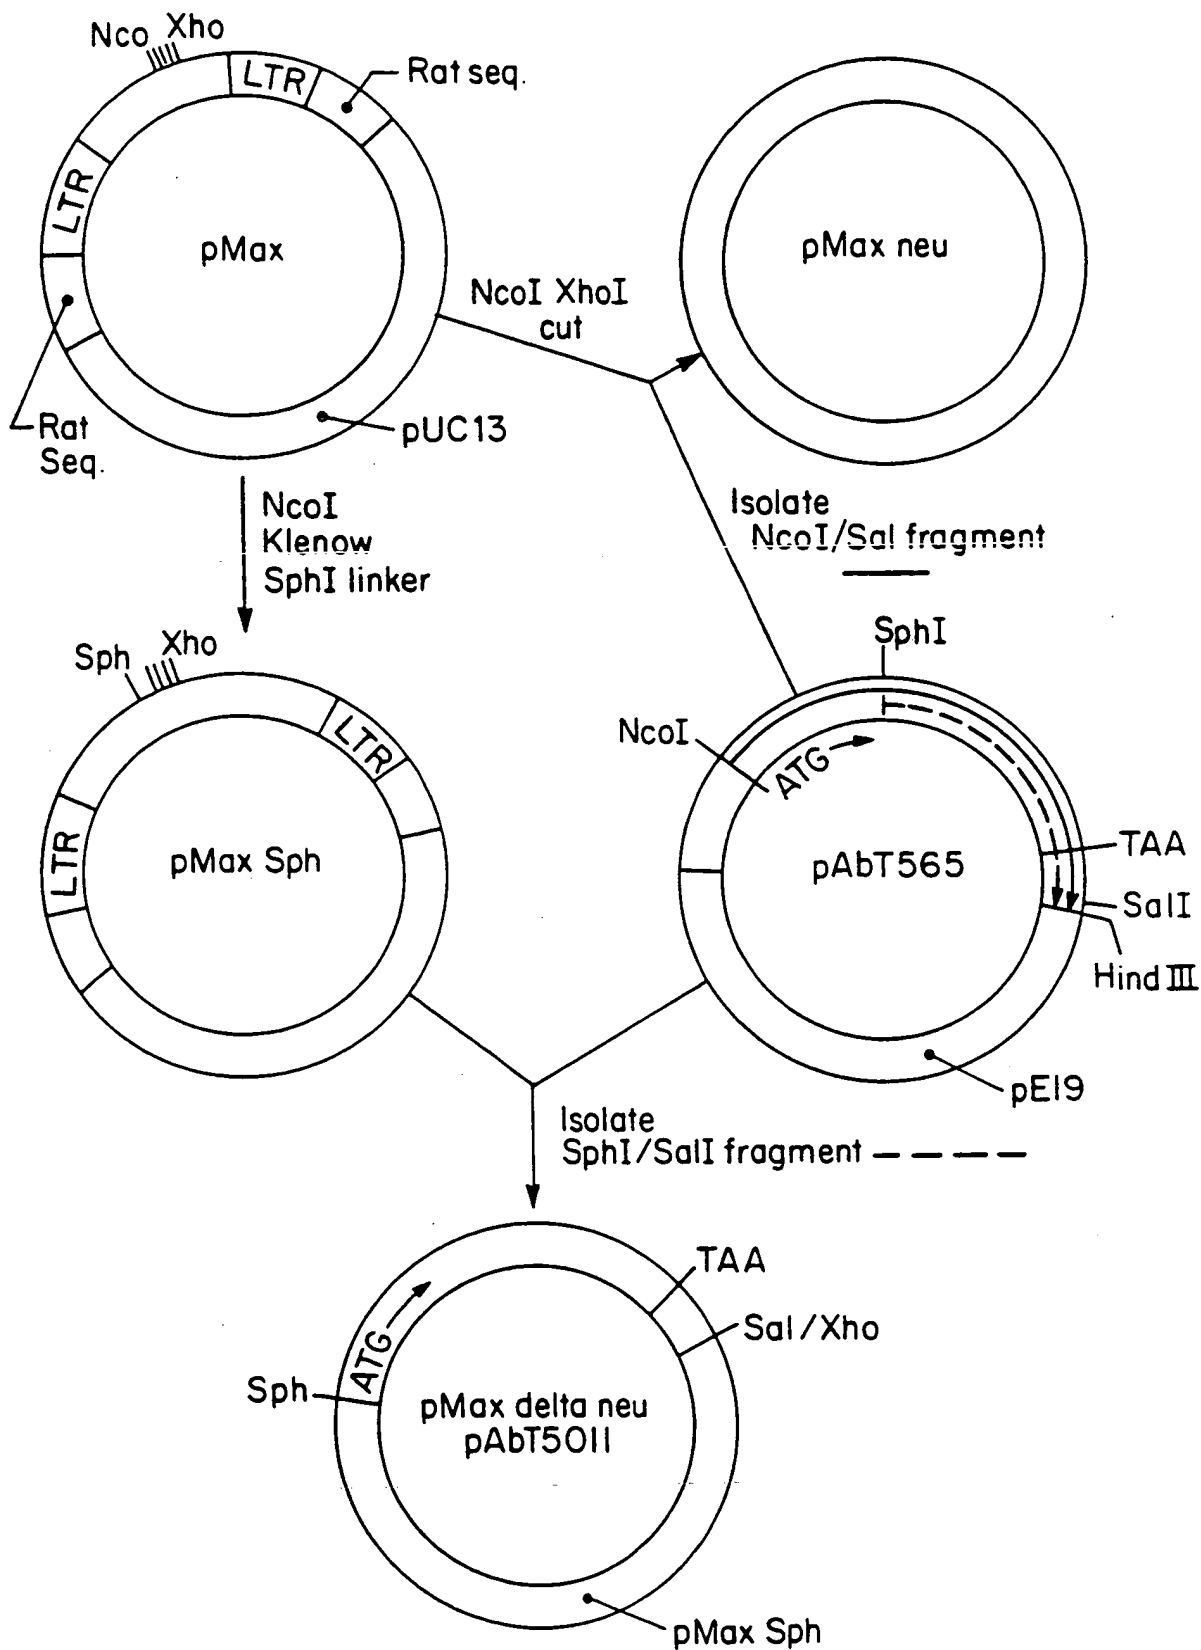 Nco Xho
LTR
Rat seq.
LTR
pMax
Rat
Seq.
pUC13
NcoI XhoI
cut
pMax neu
NcoI
Klenow
SphI linker
Isolate
NcoI/Sal fragment
Sph Xho
LTR
LTR
pMax Sph
SphI
NcoI
ATG
pAbT565
TAA
SalI
Hind III
pE19
Isolate
SphI/SalI fragment
TAA
Sal/Xho
ATG
Sph
pMax delta neu
pAbT5011
pMax Sph